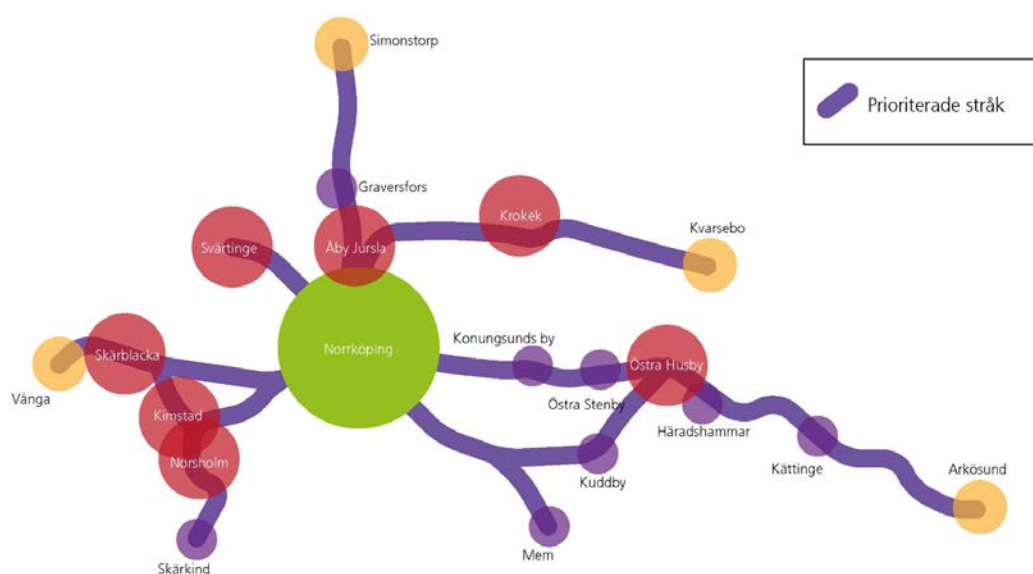 Simonstorp
Prioriterade stråk
Graversfors
Krokek
Svärtinge
Åby Jursla
Kvarsebo
Norrköping
Konungsunds by
Skärblacka
Östra Husby
Vånga
Östra Stenby
Kimstad
Häradshammar
Norsholm
Kuddby
Kättinge
Arkösund
Skärkind
Mem